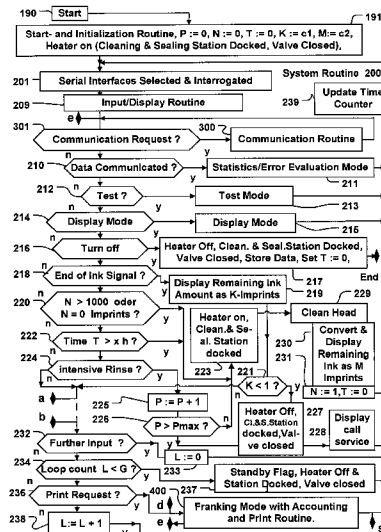 190
Start
191
Start- and Initialization Routine, P := 0, N := 0, T := 0, K := c1, M:= c2,
Heater on (Cleaning & Sealing Station Docked, Valve Closed),
201
Serial Interfaces Selected & Interrogated
System Routine 200
209
Input/Display Routine
239
Update Time
Counter
e
301
Communication Request ?
y
300
Communication Routine
n
210
Data Communicated ?
y
Statistics/Error Evaluation Mode
211
n
212
Test ?
y
Test Mode
213
n
214
Display Mode
y
Display Mode
215
n
216
Turn off
y
Heater Off, Clean. & Seal.Station Docked,
Valve Closed, Store Data, Set T := 0,
217
End
n
218
End of Ink Signal ?
y
Display Remaining Ink
Amount as K-Imprints
219
229
n
220
N > 1000 oder
N = 0 Imprints ?
y
Heater on,
Clean.& Se-
al. Station
docked
223
Clean Head
230
Convert &
Display
Remaining
Ink as M
Imprints
231
N = 1,T := 0
n
222
Time T > x h ?
y
n
224
intensive Rinse ?
y
221
K < 1 ?
n
y
a
b
225
P := P + 1
226
P > Pmax ?
n
y
Heater Off,
Cl.&S.Station
docked,Val-
ve closed
227
228
Display
call
service
232
Further Input ?
y
233
L := 0
n
234
Loop count L < G ?
n
y
237
Standby Flag, Heater Off &
Station Docked, Valve closed
236
Print Request ?
y
400
d
e
Franking Mode with Accounting
and Print Routine.
n
238
L:= L + 1